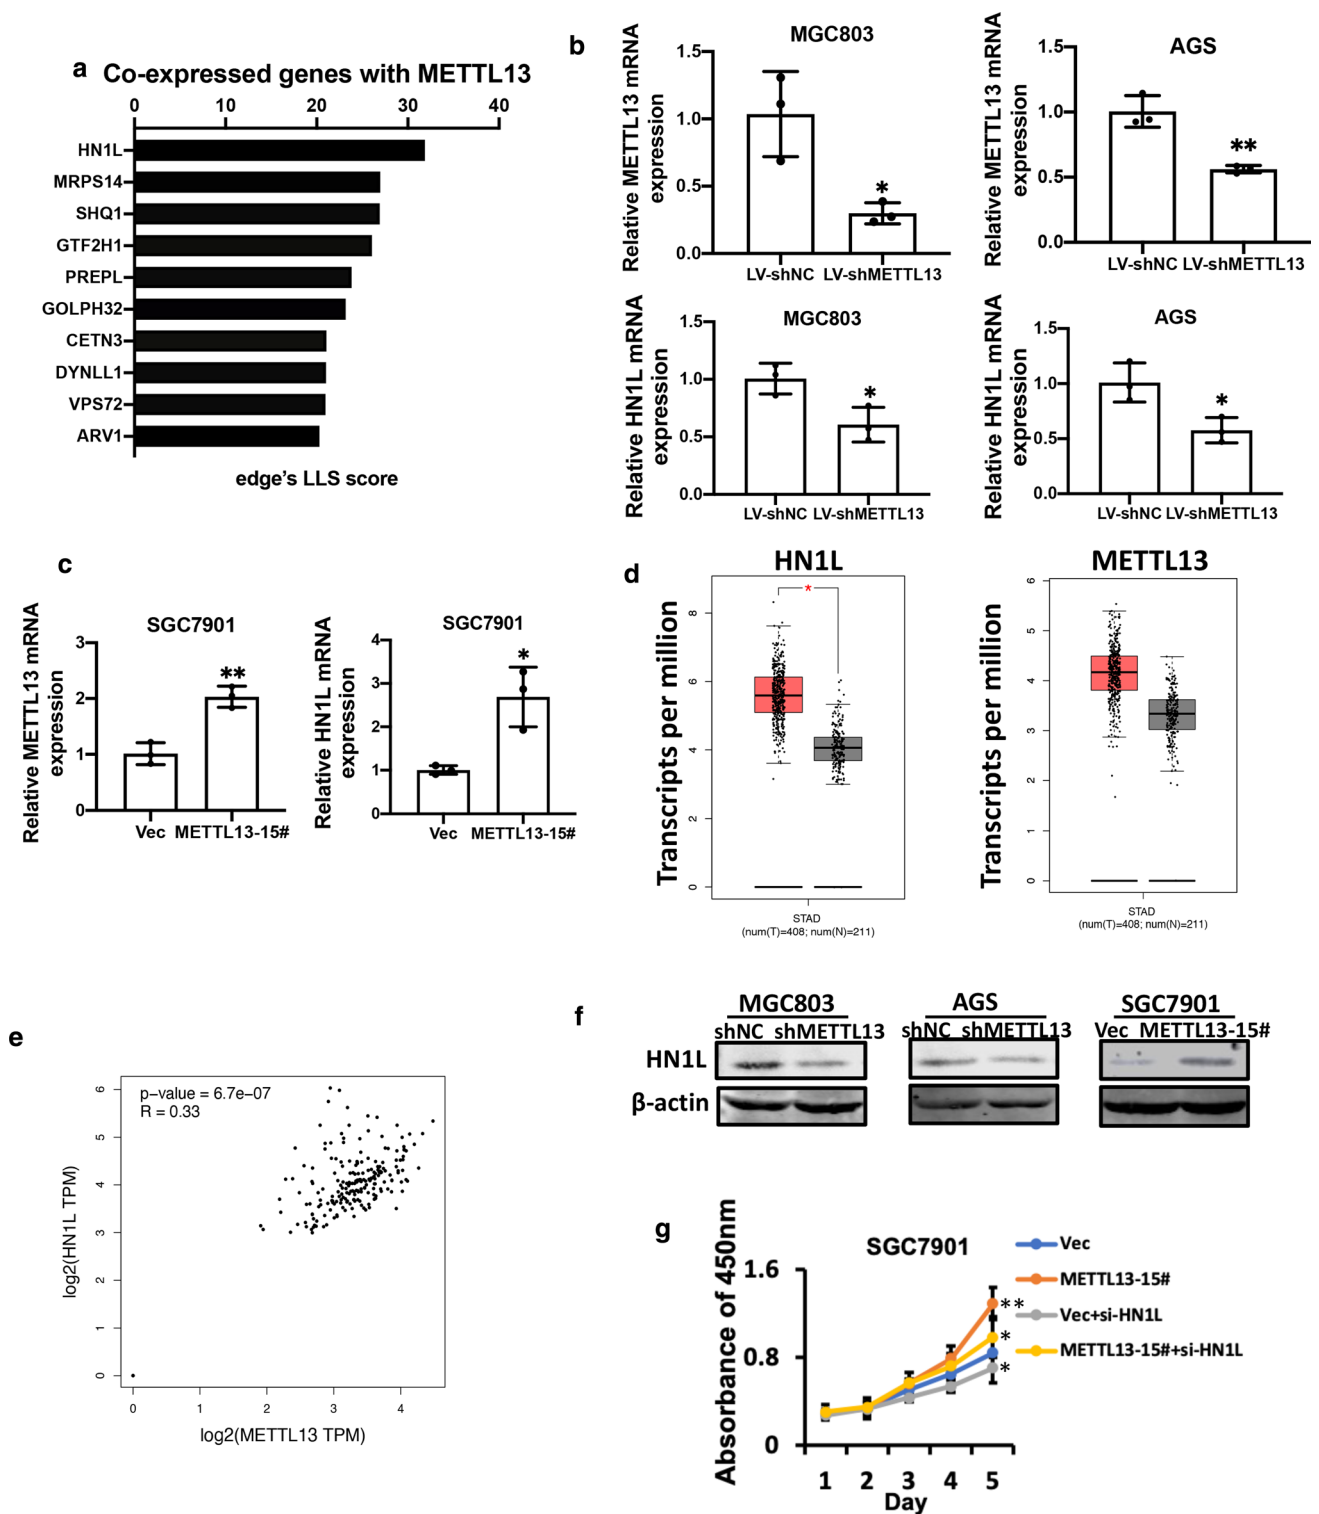 a Co-expressed genes with METTL13
0 10 20 30 40
HN1L
MRPS14
SHQ1
GTF2H1
PREPL
GOLPH32
CETN3
DYNLL1
VPS72
ARV1
edge's LLS score
b
MGC803
Relative METTL13 mRNA
expression
1.5
1.0
0.5
0.0
*
LV-shNC LV-shMETTL13
AGS
Relative METTL13 mRNA
expression
1.5
1.0
0.5
0.0
**
LV-shNC LV-shMETTL13
MGC803
Relative HN1L mRNA
expression
1.5
1.0
0.5
0.0
*
LV-shNC LV-shMETTL13
AGS
Relative HN1L mRNA
expression
1.5
1.0
0.5
0.0
*
LV-shNC LV-shMETTL13
c
SGC7901
Relative METTL13 mRNA
expression
3
2
1
0
**
Vec METTL13-15#
SGC7901
Relative HN1L mRNA
expression
4
3
2
1
0
*
Vec METTL13-15#
d
HN1L
Transcripts per million
8
6
4
2
0
*
STAD
(num(T)=408; num(N)=211)
METTL13
Transcripts per million
6
5
4
3
2
1
0
STAD
(num(T)=408; num(N)=211)
e
p-value = 6.7e-07
R = 0.33
log2(HN1L TPM)
6
5
4
3
2
1
0
0 1 2 3 4
log2(METTL13 TPM)
f
MGC803 AGS SGC7901
shNC shMETTL13 shNC shMETTL13 Vec METTL13-15#
HN1L
β-actin
g
SGC7901
Absorbance of 450nm
1.6
0.8
0
1 2 3 4 5
Day
**
*
*
Vec
METTL13-15#
Vec+si-HN1L
METTL13-15#+si-HN1L